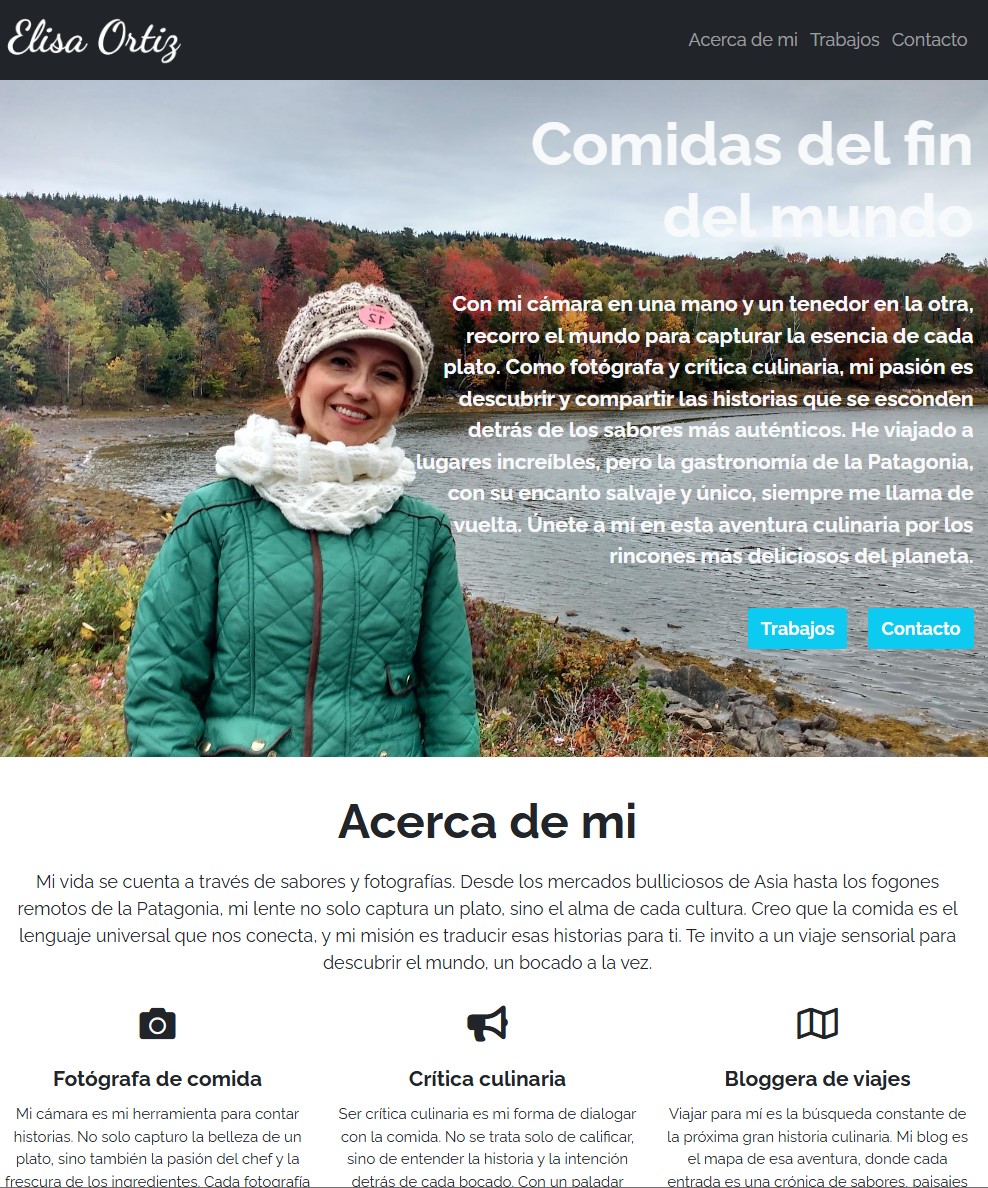 Elisa Ortiz
Acerca de mi Trabajos Contacto
Comidas del fin
del mundo
Con mi cámara en una mano y un tenedor en la otra,
recorro el mundo para capturar la esencia de cada
plato. Como fotógrafa y crítica culinaria, mi pasión es
descubrir y compartir las historias que se esconden
detrás de los sabores más auténticos. He viajado a
lugares increíbles, pero la gastronomía de la Patagonia,
con su encanto salvaje y único, siempre me llama de
vuelta. Únete a mí en esta aventura culinaria por los
rincones más deliciosos del planeta.
12
Trabajos Contacto
Acerca de mi
Mi vida se cuenta a través de sabores y fotografías. Desde los mercados bulliciosos de Asia hasta los fogones
remotos de la Patagonia, mi lente no solo captura un plato, sino el alma de cada cultura. Creo que la comida es el
lenguaje universal que nos conecta, y mi misión es traducir esas historias para ti. Te invito a un viaje sensorial para
descubrir el mundo, un bocado a la vez.
Fotógrafa de comida
Mi cámara es mi herramienta para contar
historias. No solo capturo la belleza de un
plato, sino también la pasión del chef y la
frescura de los ingredientes. Cada fotografía
Crítica culinaria
Ser crítica culinaria es mi forma de dialogar
con la comida. No se trata solo de calificar,
sino de entender la historia y la intención
detrás de cada bocado. Con un paladar
Bloggera de viajes
Viajar para mí es la búsqueda constante de
la próxima gran historia culinaria. Mi blog es
el mapa de esa aventura, donde cada
entrada es una crónica de sabores, paisajes